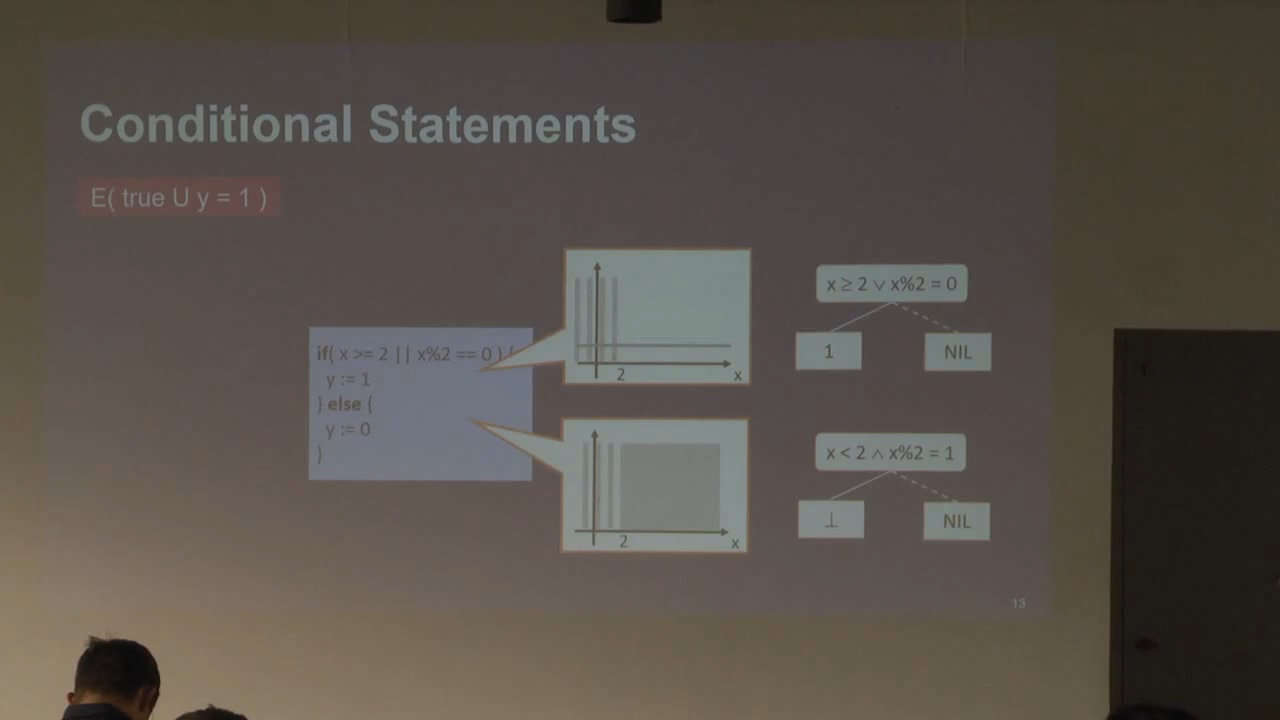 Conditional Statements
E( true U y = 1 )
if( x >= 2 || x%2 == 0 ) {
y := 1
} else {
y := 0
}
2
x
x ≥ 2 ∨ x%2 = 0
1
NIL
2
x
x < 2 ∧ x%2 = 1
⊥
NIL
13